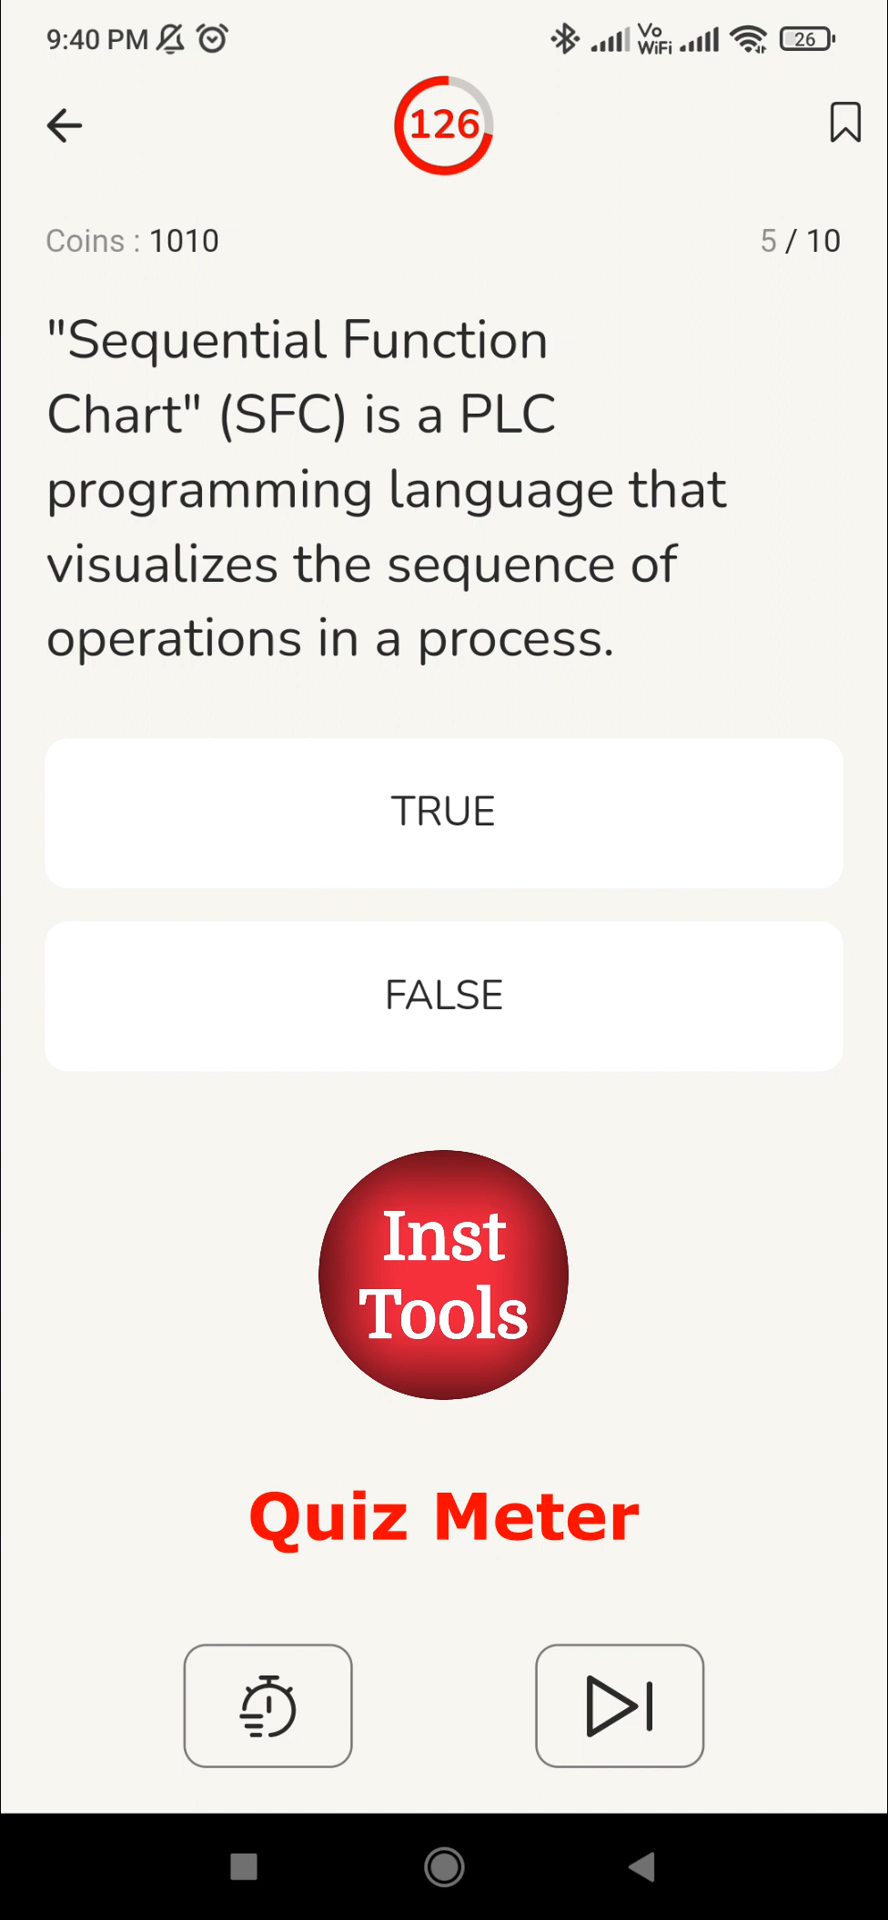 9:40 PM
Vo
WiFi
26
126
Coins : 1010
5 / 10
"Sequential Function
Chart" (SFC) is a PLC
programming language that
visualizes the sequence of
operations in a process.
TRUE
FALSE
Inst
Tools
Quiz Meter